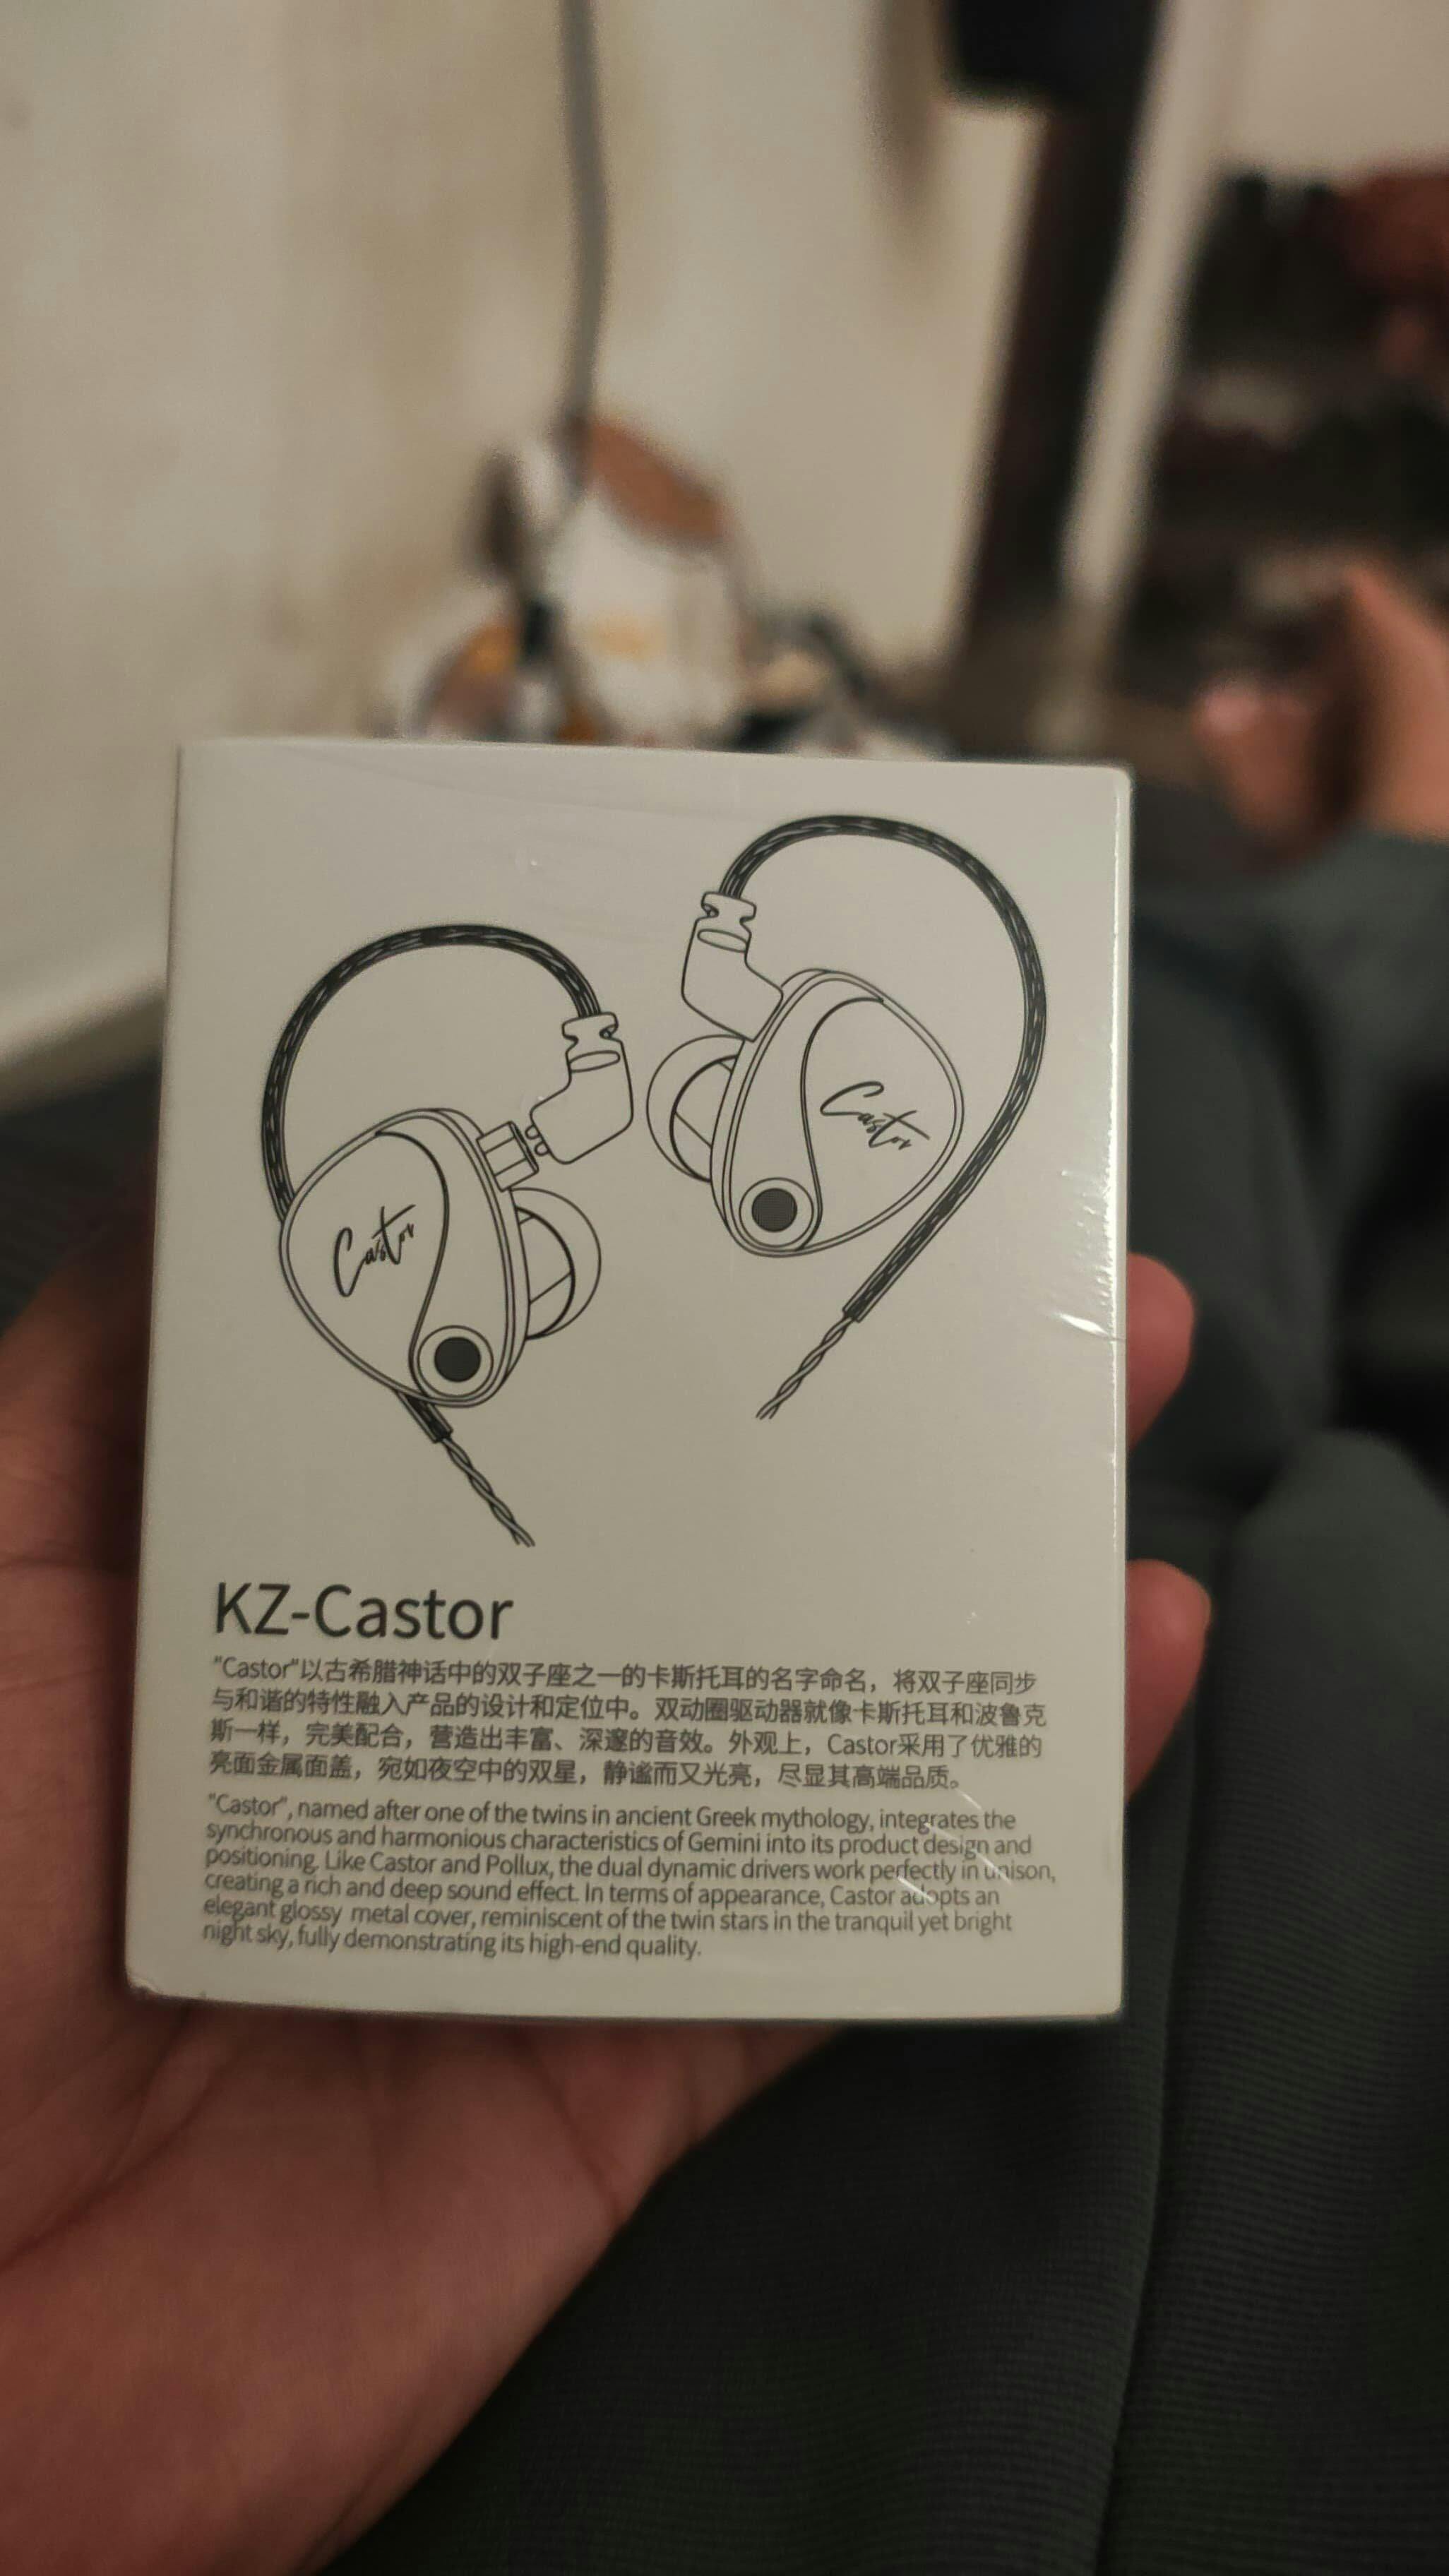 Castor
Castor
KZ-Castor
"Castor"以古希腊神话中的双子座之一的卡斯托耳的名字命名，将双子座同步
与和谐的特性融入产品的设计和定位中。双动圈驱动器就像卡斯托耳和波鲁克
斯一样，完美配合，营造出丰富、深邃的音效。外观上，Castor采用了优雅的
亮面金属面盖，宛如夜空中的双星，静谧而又光亮，尽显其高端品质。
"Castor", named after one of the twins in ancient Greek mythology, integrates the
synchronous and harmonious characteristics of Gemini into its product design and
positioning. Like Castor and Pollux, the dual dynamic drivers work perfectly in unison,
creating a rich and deep sound effect. In terms of appearance, Castor adopts an
elegant glossy metal cover, reminiscent of the twin stars in the tranquil yet bright
night sky, fully demonstrating its high-end quality.